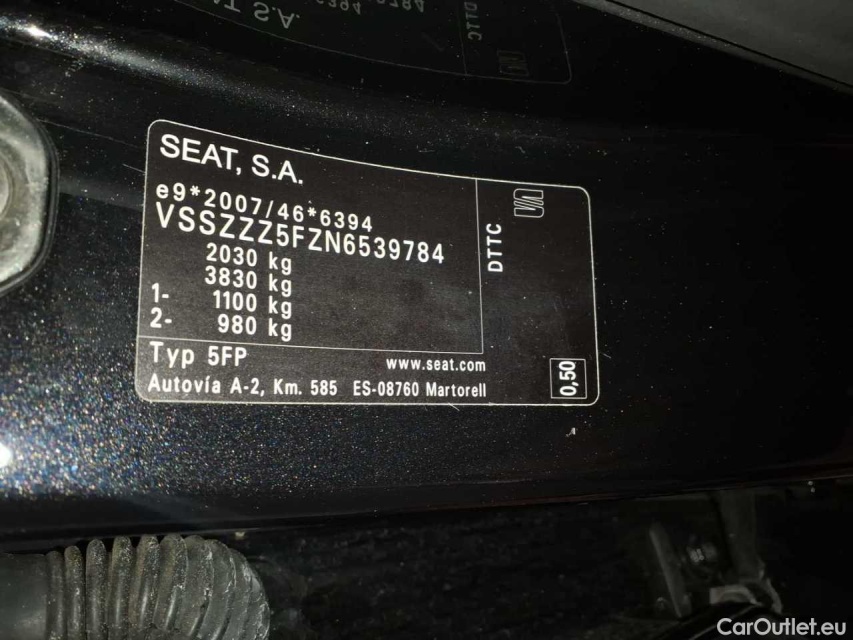 SEAT, S.A.
e9*2007/46*6394
VSSZZZ5FZN6539784
2030 kg
3830 kg
1- 1100 kg
2- 980 kg
DTTC
Typ 5FP
www.seat.com
Autovía A-2, Km. 585 ES-08760 Martorell
0,50
CarOutlet.eu